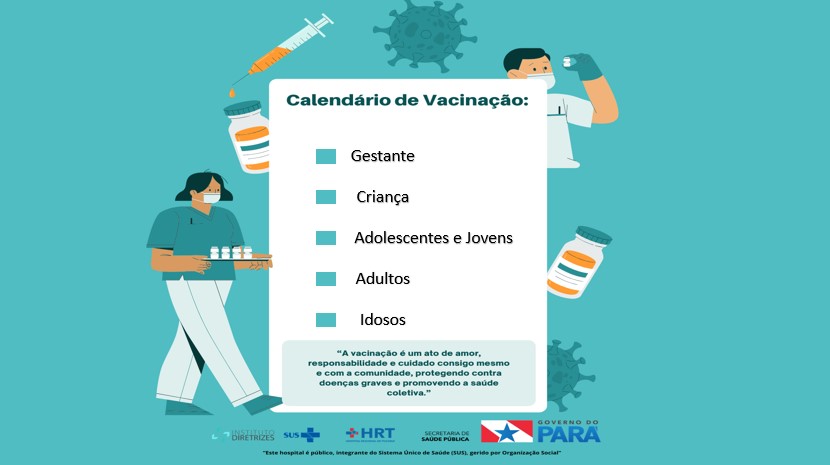 Calendário de Vacinação:
Gestante
Criança
Adolescentes e Jovens
Adultos
Idosos
“A vacinação é um ato de amor,
responsabilidade e cuidado consigo mesmo
e com a comunidade, protegendo contra
doenças graves e promovendo a saúde
coletiva.”
INSTITUTO
DIRETRIZES
SUS
HRT
SECRETARIA DE
SAÚDE PÚBLICA
GOVERNO DO
PARÁ
"Este hospital é público, integrante do Sistema Único de Saúde (SUS), gerido por Organização Social"